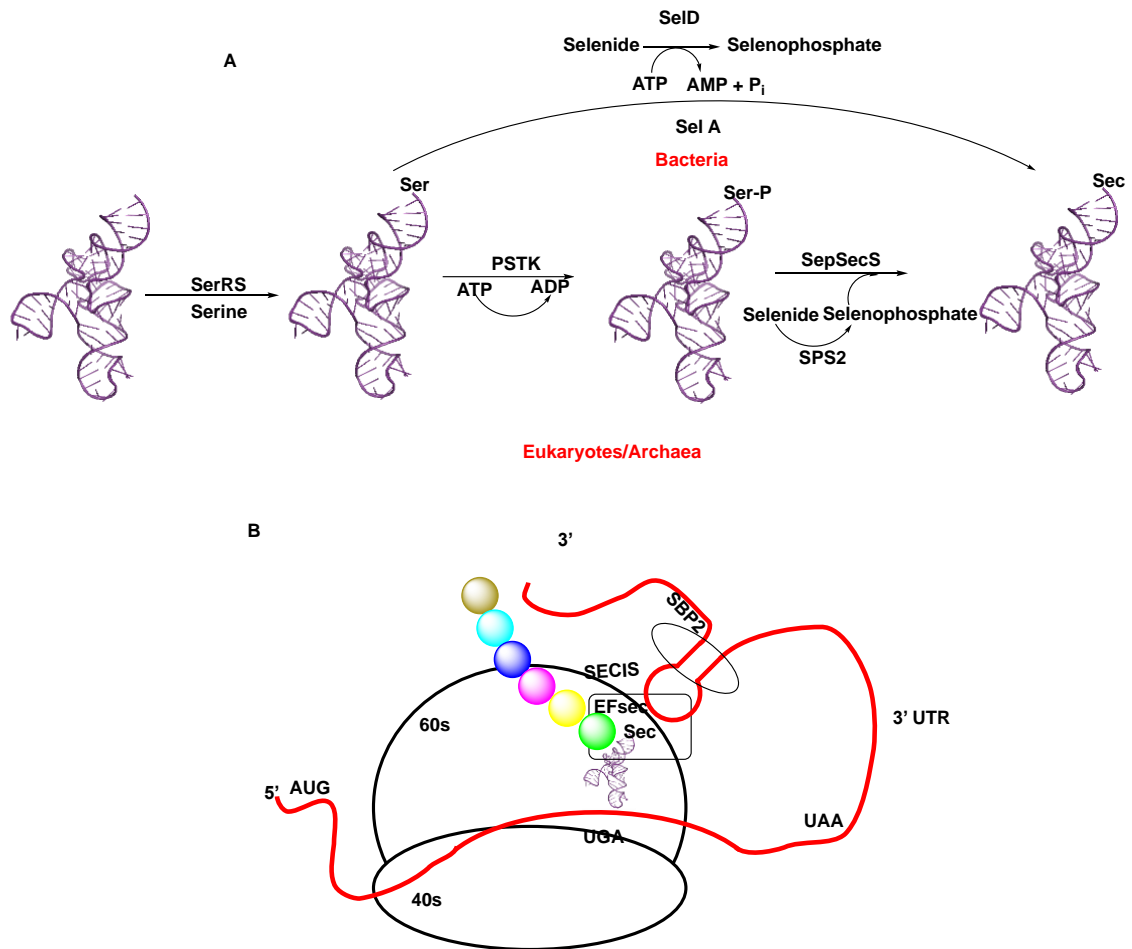 SelD
Selenide
Selenophosphate
A
ATP
AMP + Pi
Sel A
Bacteria
Ser
Ser-P
Sec
SerRS
Serine
PSTK
ATP
ADP
SepSecS
Selenide
Selenophosphate
SPS2
Eukaryotes/Archaea
B
3’
SBP2
SECIS
EFsec
Sec
60s
3’ UTR
5’
AUG
UGA
UAA
40s